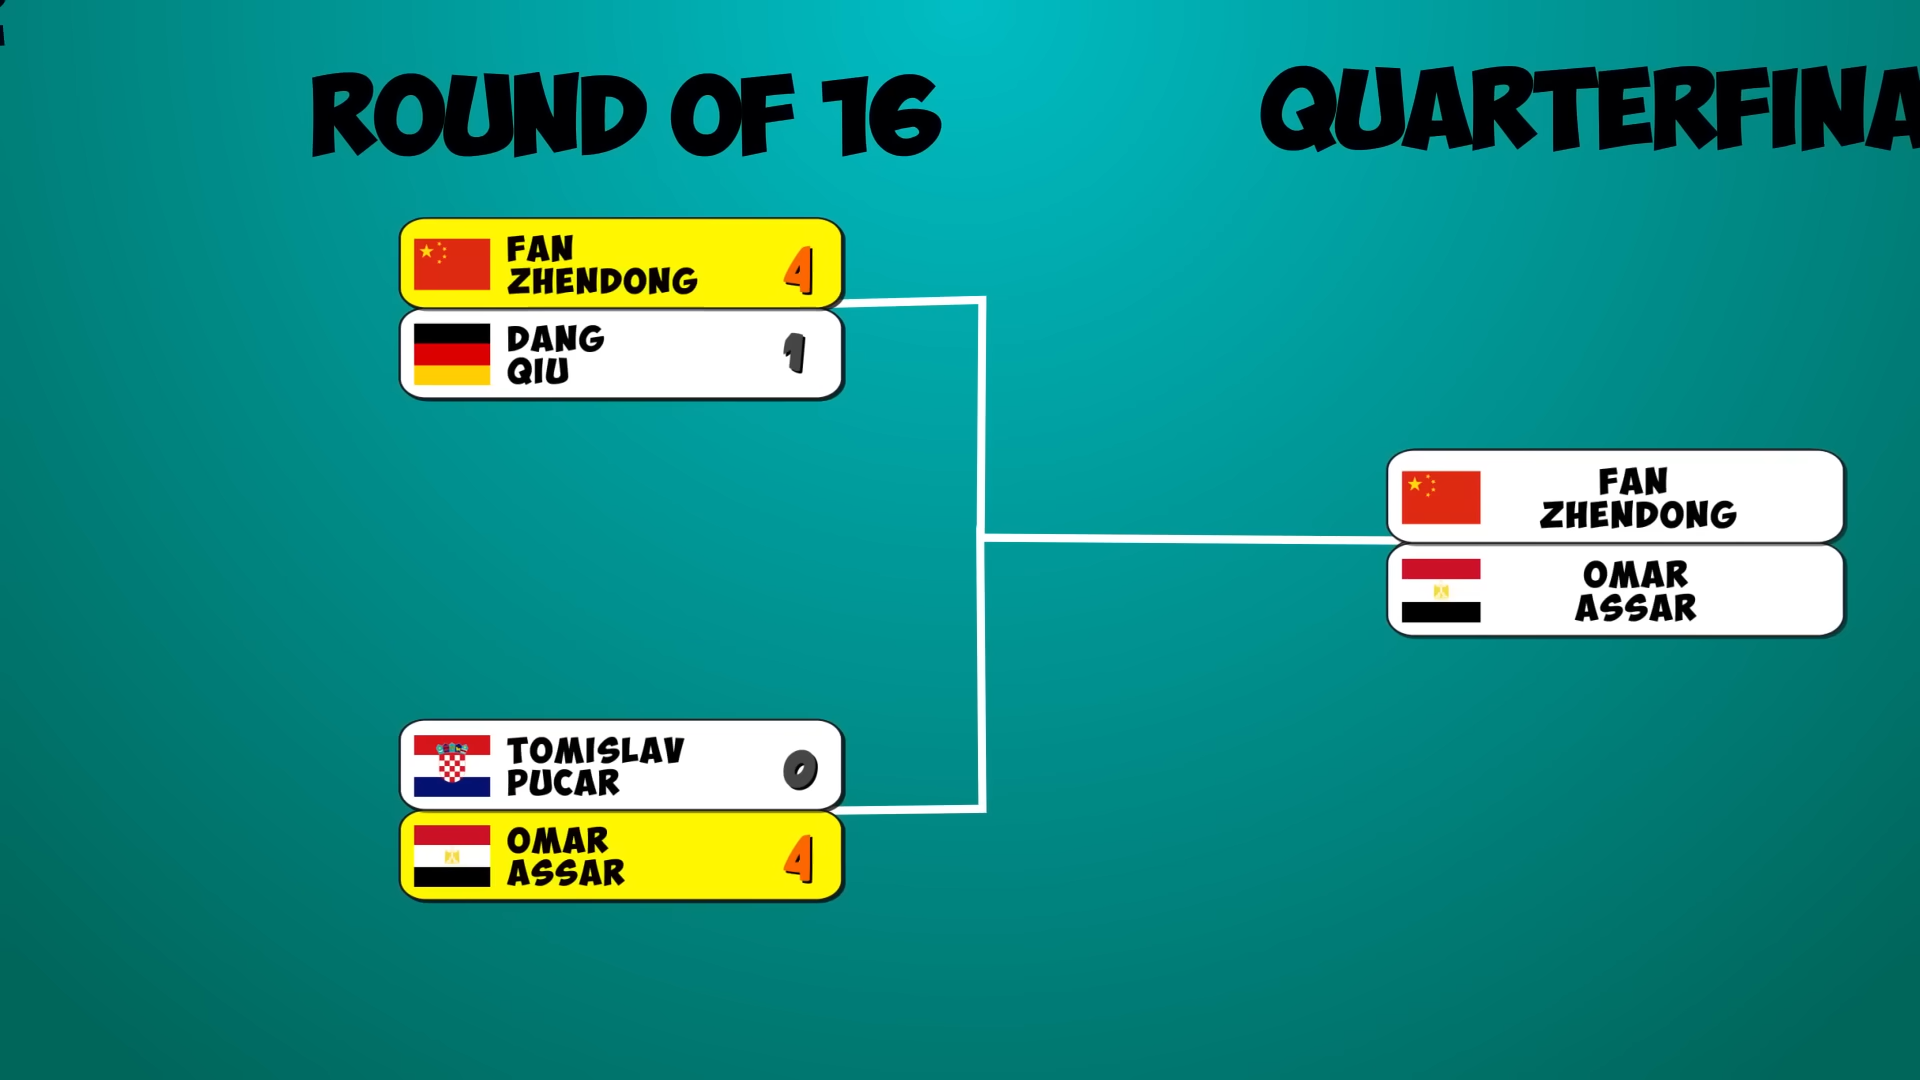 ROUND OF 16
QUARTERFINA
FAN
ZHENDONG
4
DANG
QIU
1
FAN
ZHENDONG
OMAR
ASSAR
TOMISLAV
PUCAR
0
OMAR
ASSAR
4